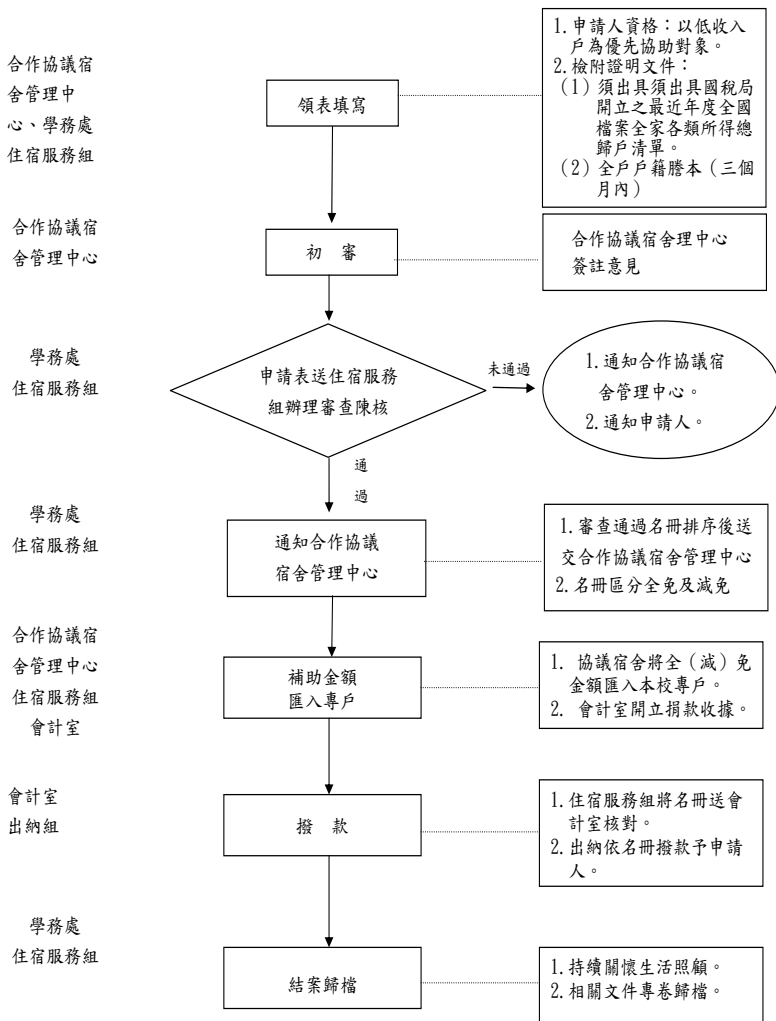 合作協議宿
舍管理中
心、學務處
住宿服務組
領表填寫
1.申請人資格:以低收入
戶為優先協助對象。
2.檢附證明文件:
(1)須出具須出具國稅局
開立之最近年度全國
檔案全家各類所得總
歸戶清單。
(2)全戶戶籍謄本(三個
月內)
合作協議宿
舍管理中心
初 審
合作協議宿舍理中心
簽註意見
學務處
住宿服務組
申請表送住宿服務
組辦理審查陳核
未通過
1.通知合作協議宿
舍管理中心。
2.通知申請人。
通
過
學務處
住宿服務組
通知合作協議
宿舍管理中心
1.審查通過名冊排序後送
交合作協議宿舍管理中心
2.名冊區分全免及減免
合作協議宿
舍管理中心
住宿服務組
會計室
補助金額
匯入專戶
1. 協議宿舍將全(減)免
金額匯入本校專戶。
2. 會計室開立捐款收據。
會計室
出納組
撥 款
1.住宿服務組將名冊送會
計室核對。
2.出納依名冊撥款予申請
人。
學務處
住宿服務組
結案歸檔
1.持續關懷生活照顧。
2.相關文件專卷歸檔。